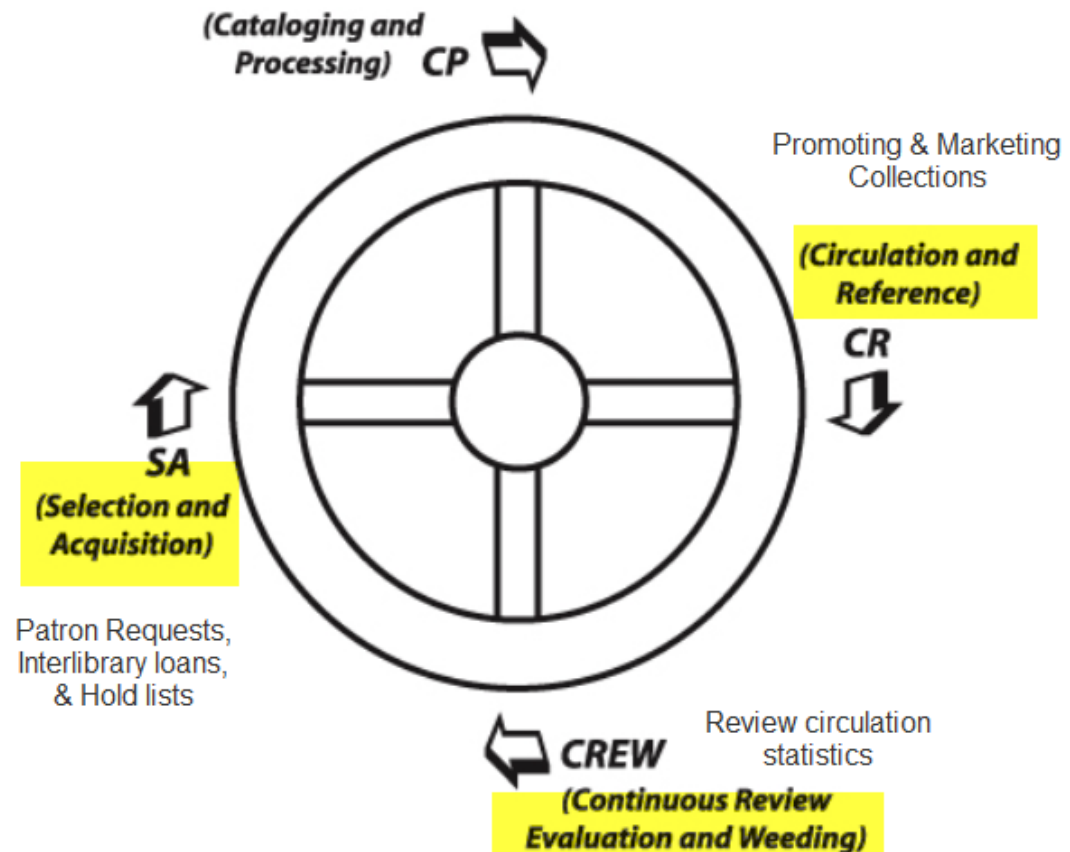 (Cataloging and
Processing) CP
Promoting & Marketing
Collections
(Circulation and
Reference)
CR
SA
(Selection and
Acquisition)
Patron Requests,
Interlibrary loans,
& Hold lists
Review circulation
statistics
CREW
(Continuous Review
Evaluation and Weeding)